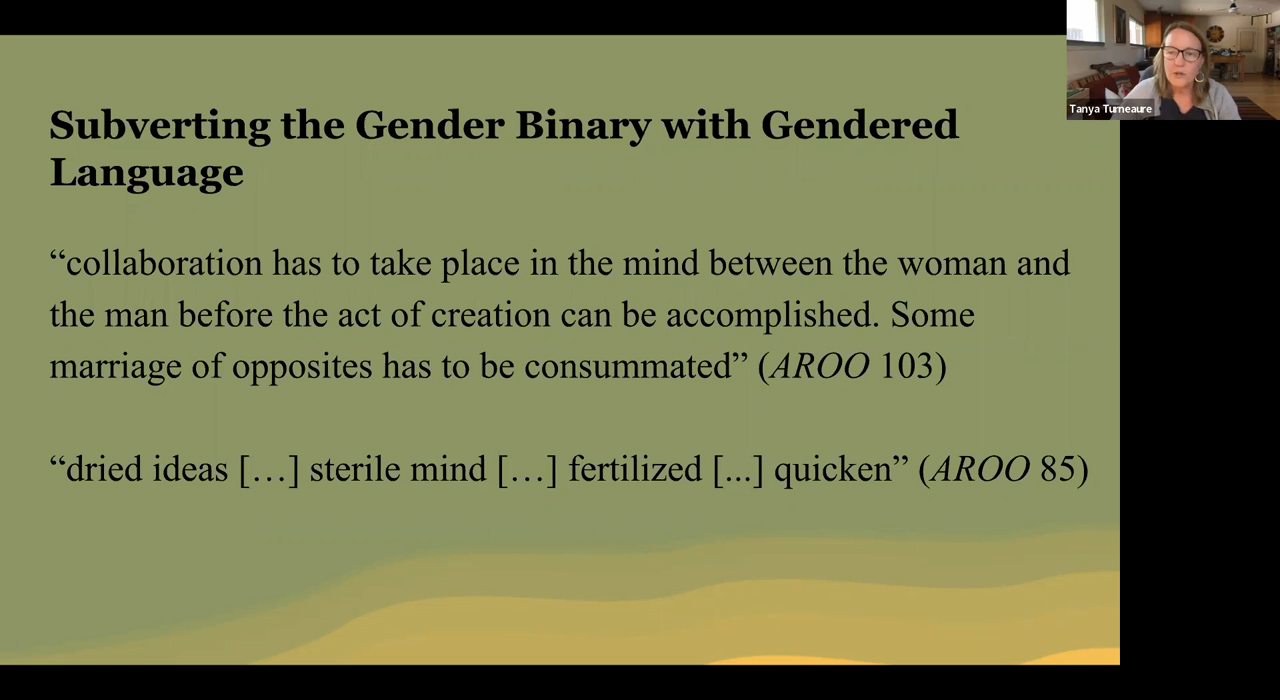 Tanya Turneaure
Subverting the Gender Binary with Gendered
Language
“collaboration has to take place in the mind between the woman and
the man before the act of creation can be accomplished. Some
marriage of opposites has to be consummated” (AROO 103)
“dried ideas […] sterile mind […] fertilized [...] quicken” (AROO 85)